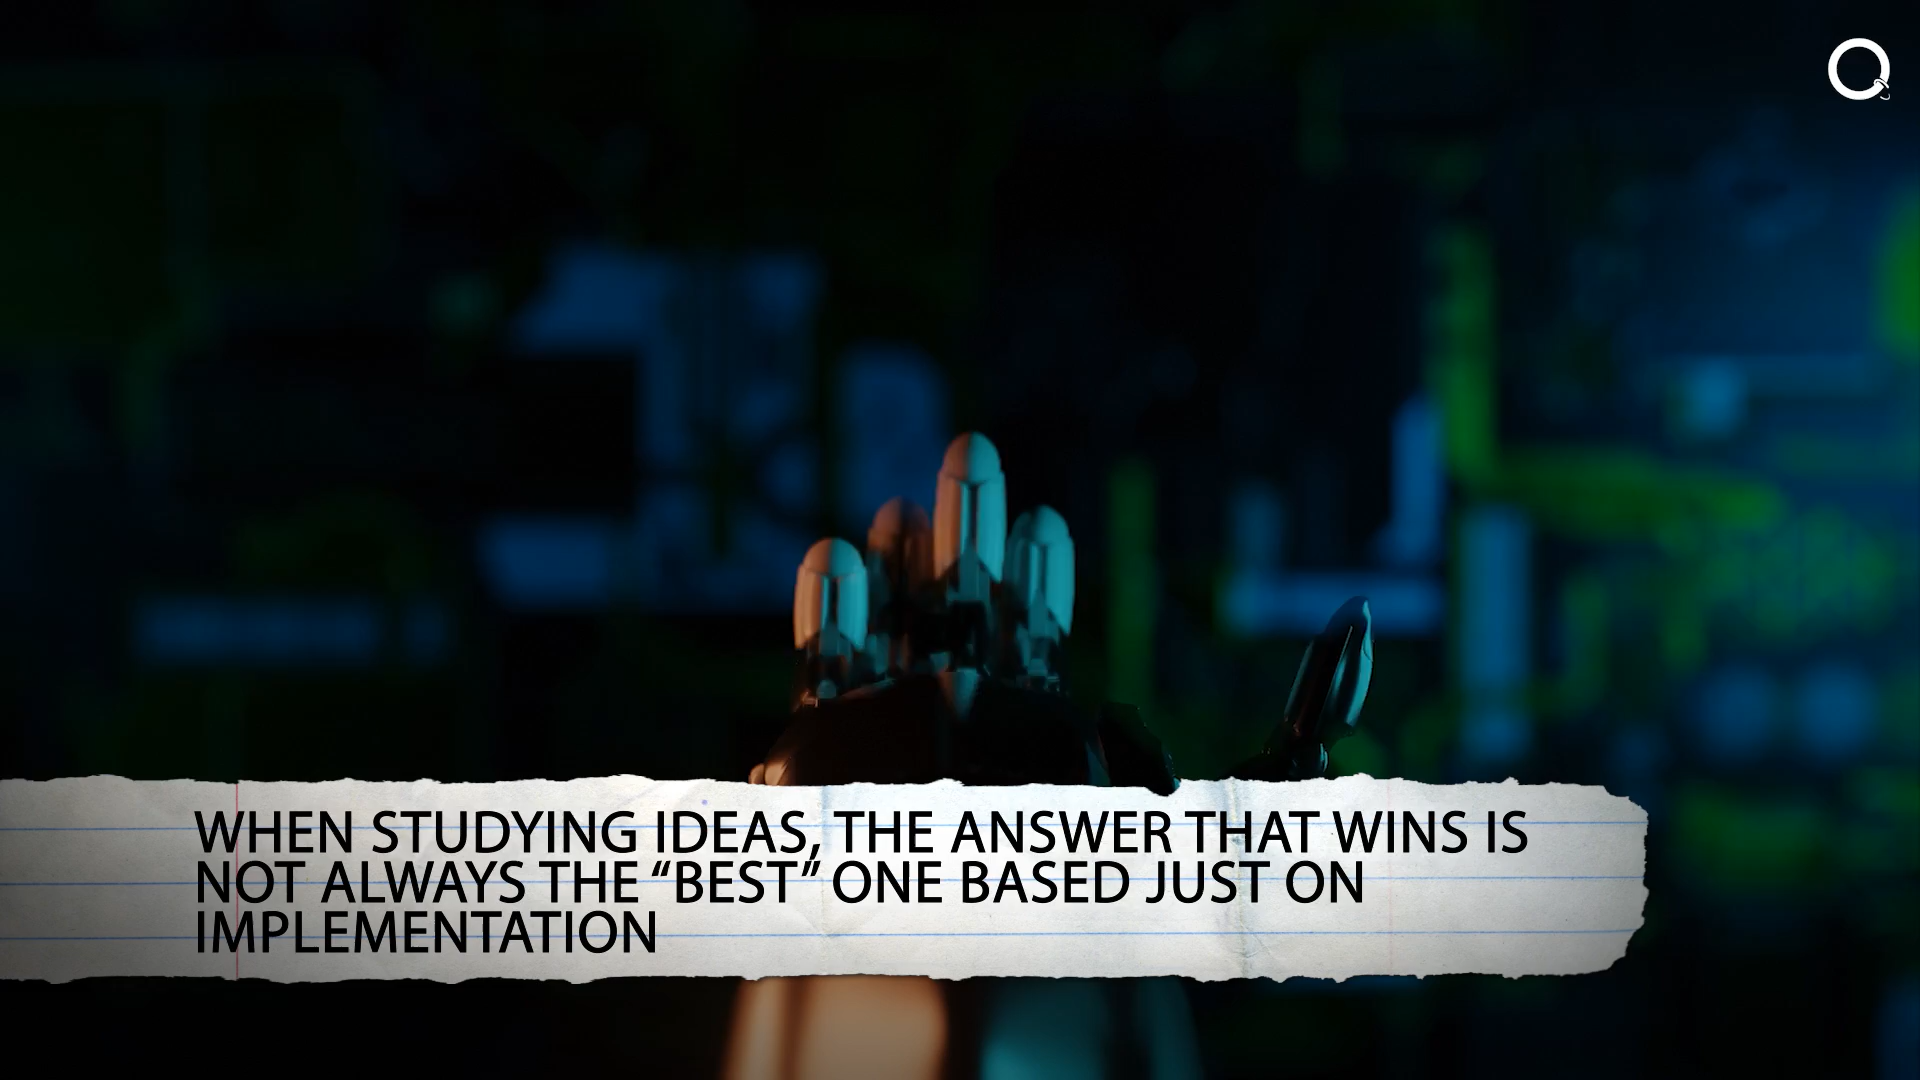 WHEN STUDYING IDEAS, THE ANSWER THAT WINS IS
NOT ALWAYS THE “BEST” ONE BASED JUST ON
IMPLEMENTATION